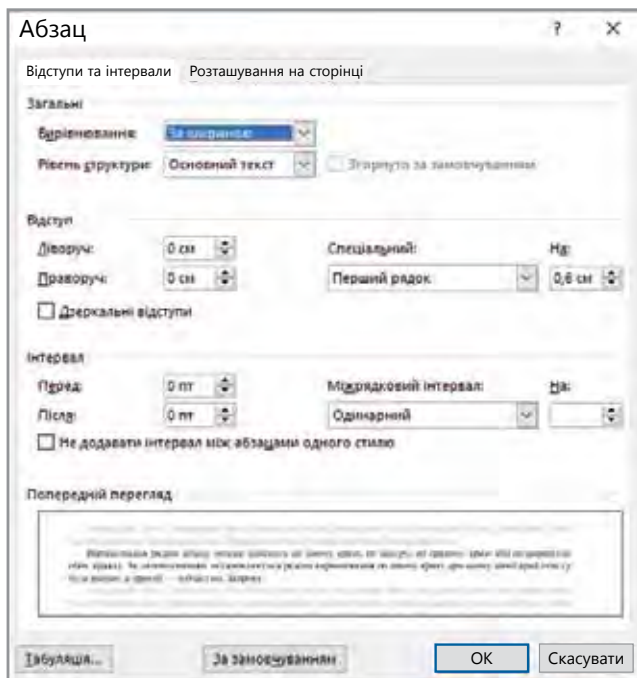 Абзац ? ×
Відступи та інтервали Розташування на сторінці
Загальні
Вирівнювання: За шириною
Рівень структури: Основний текст Згорнуто за замовчуванням
Відступ
Ліворуч: 0 см Спеціальний: На:
Праворуч: 0 см Перший рядок 0,6 см
Дзеркальні відступи
Інтервал
Перед: 0 пт Міжрядковий інтервал: На:
Після: 0 пт Одинарний
Не додавати інтервал між абзацами одного стилю
Попередній перегляд
Табуляція... За замовчуванням ОК Скасувати